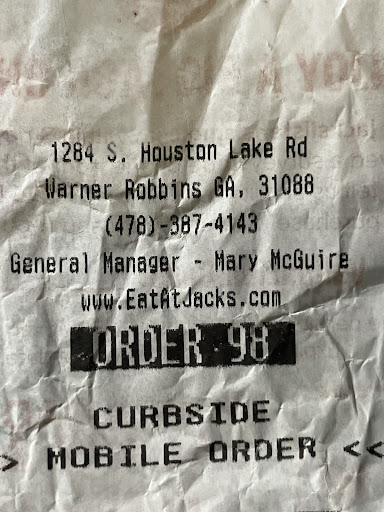 1284 S. Houston Lake Rd
Warner Robbins GA, 31088
(478)-387-4143
General Manager - Mary McGuire
www.EatAtJacks.com
ORDER 98
CURBSIDE
> MOBILE ORDER <<